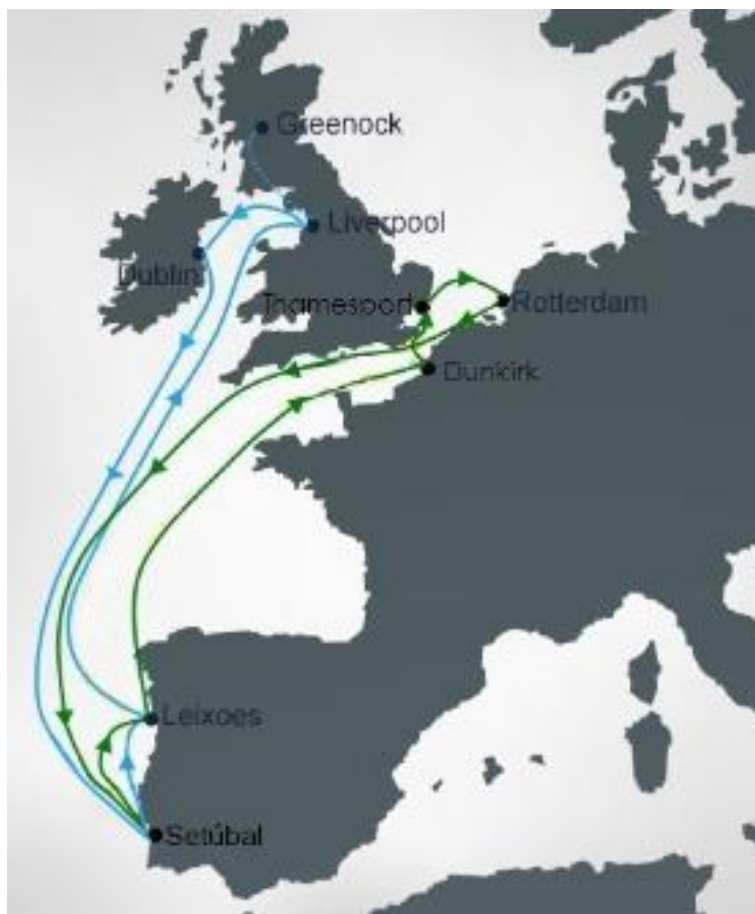 Greenock
Liverpool
Dublin
Thamesport
Rotterdam
Dunkirk
Leixoes
Setúbal